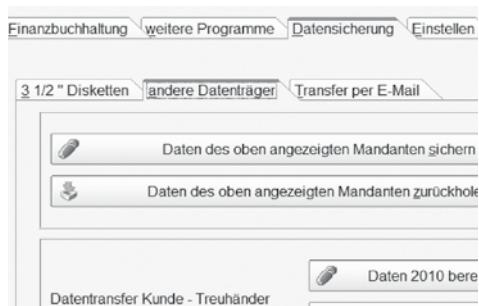 Finanzbuchhaltung weitere Programme Datensicherung Einstellen
3 1/2 " Disketten andere Datenträger Transfer per E-Mail
Daten des oben angezeigten Mandanten sichern
Daten des oben angezeigten Mandanten zurückhole
Daten 2010 bere
Datentransfer Kunde - Treuhänder